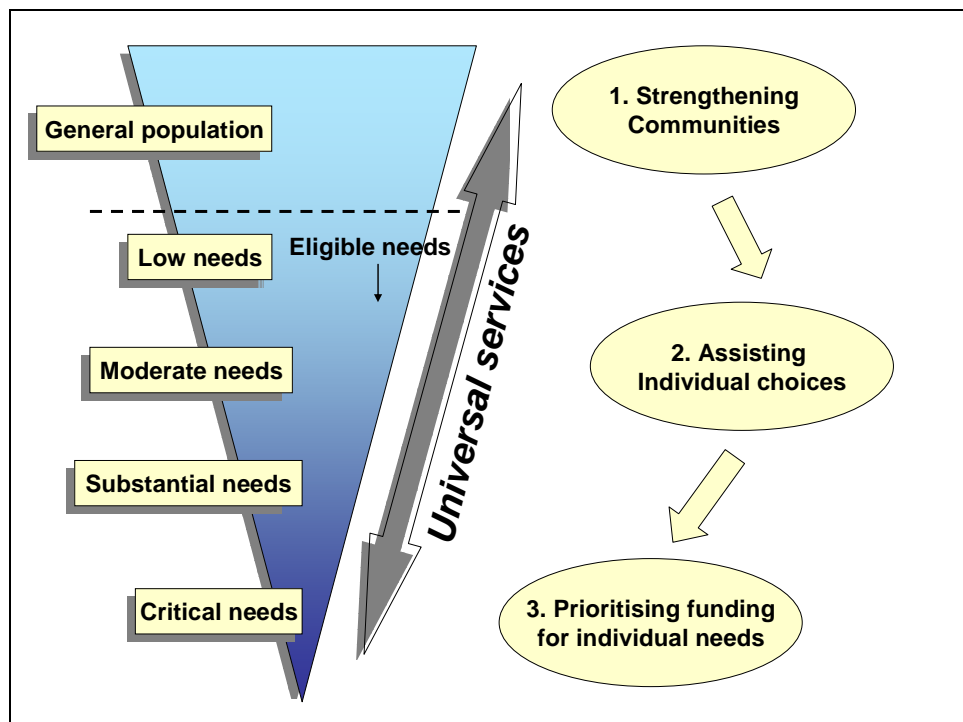 General population
Low needs
Eligible needs
Moderate needs
Substantial needs
Critical needs
Universal services
1. Strengthening
Communities
2. Assisting
Individual choices
3. Prioritising funding
for individual needs